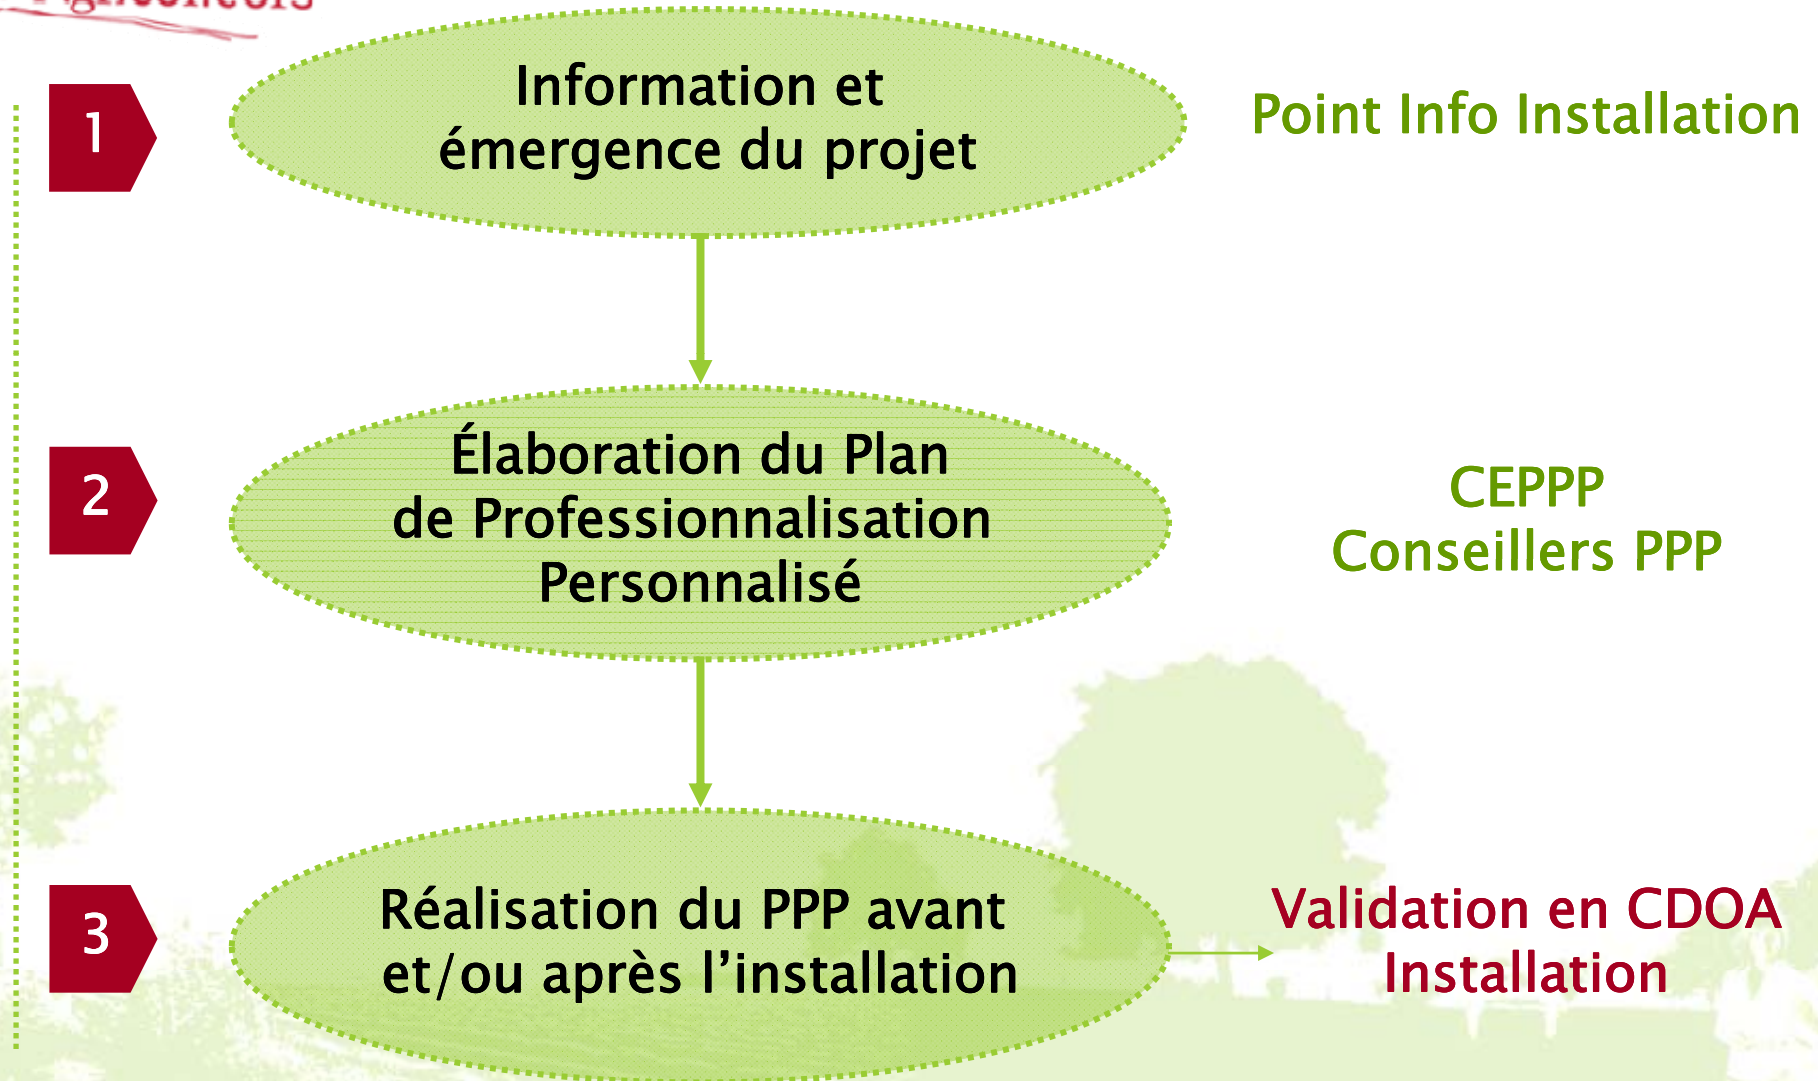 1
Information et
émergence du projet
Point Info Installation
2
Élaboration du Plan
de Professionnalisation
Personnalisé
CEPPP
Conseillers PPP
3
Réalisation du PPP avant
et/ou après l’installation
Validation en CDOA
Installation